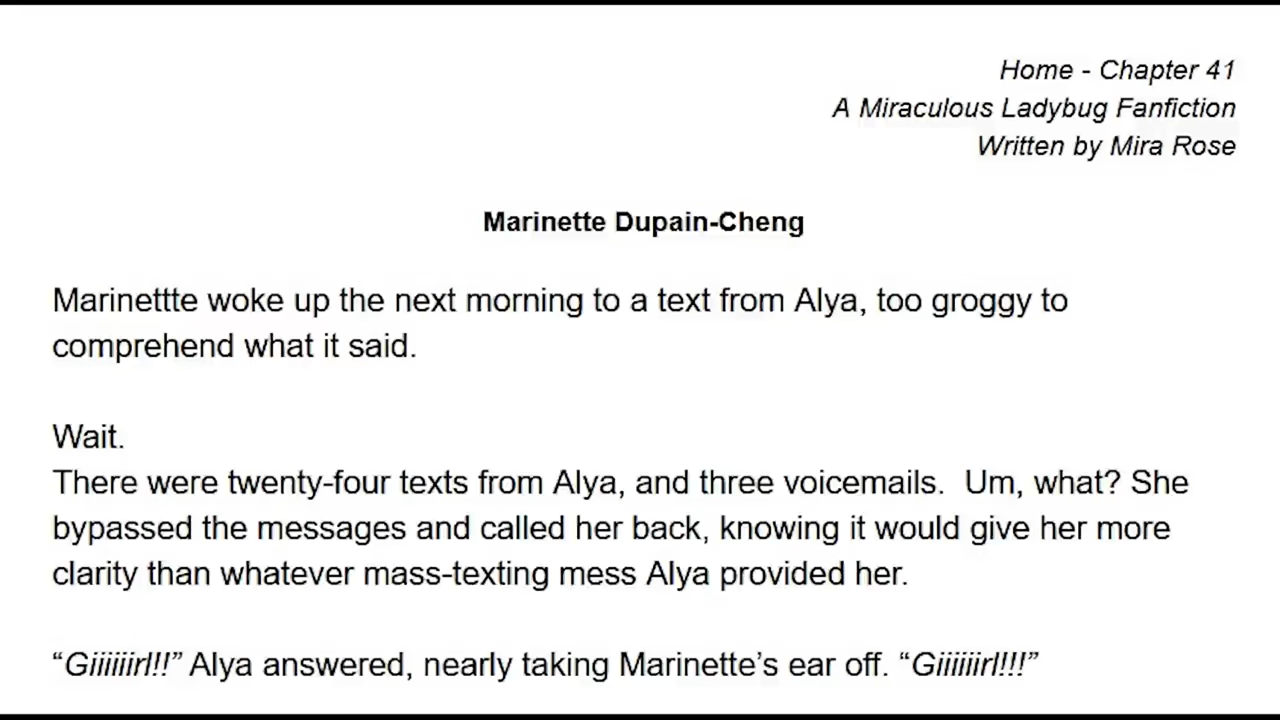 Home - Chapter 41
A Miraculous Ladybug Fanfiction
Written by Mira Rose
Marinette Dupain-Cheng
Marinettte woke up the next morning to a text from Alya, too groggy to
comprehend what it said.
Wait.
There were twenty-four texts from Alya, and three voicemails.  Um, what? She
bypassed the messages and called her back, knowing it would give her more
clarity than whatever mass-texting mess Alya provided her.
“Giiiiiirl!!” Alya answered, nearly taking Marinette’s ear off. “Giiiiiirl!!!”